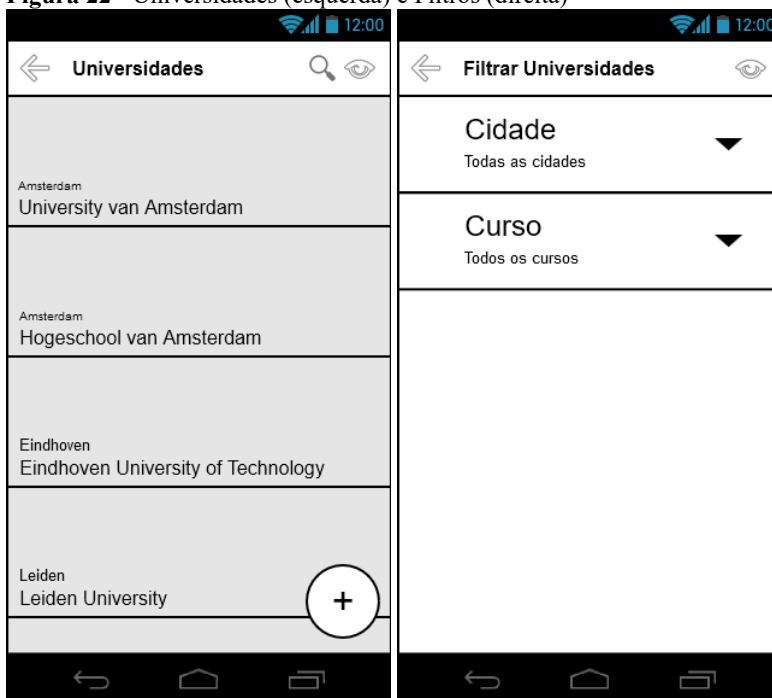 Figura 22 - Universidades (esquerda) e Filtros (direita)
12:00
Universidades
Amsterdam
University van Amsterdam
Amsterdam
Hogeschool van Amsterdam
Eindhoven
Eindhoven University of Technology
Leiden
Leiden University
+
12:00
Filtrar Universidades
Cidade
Todas as cidades
Curso
Todos os cursos